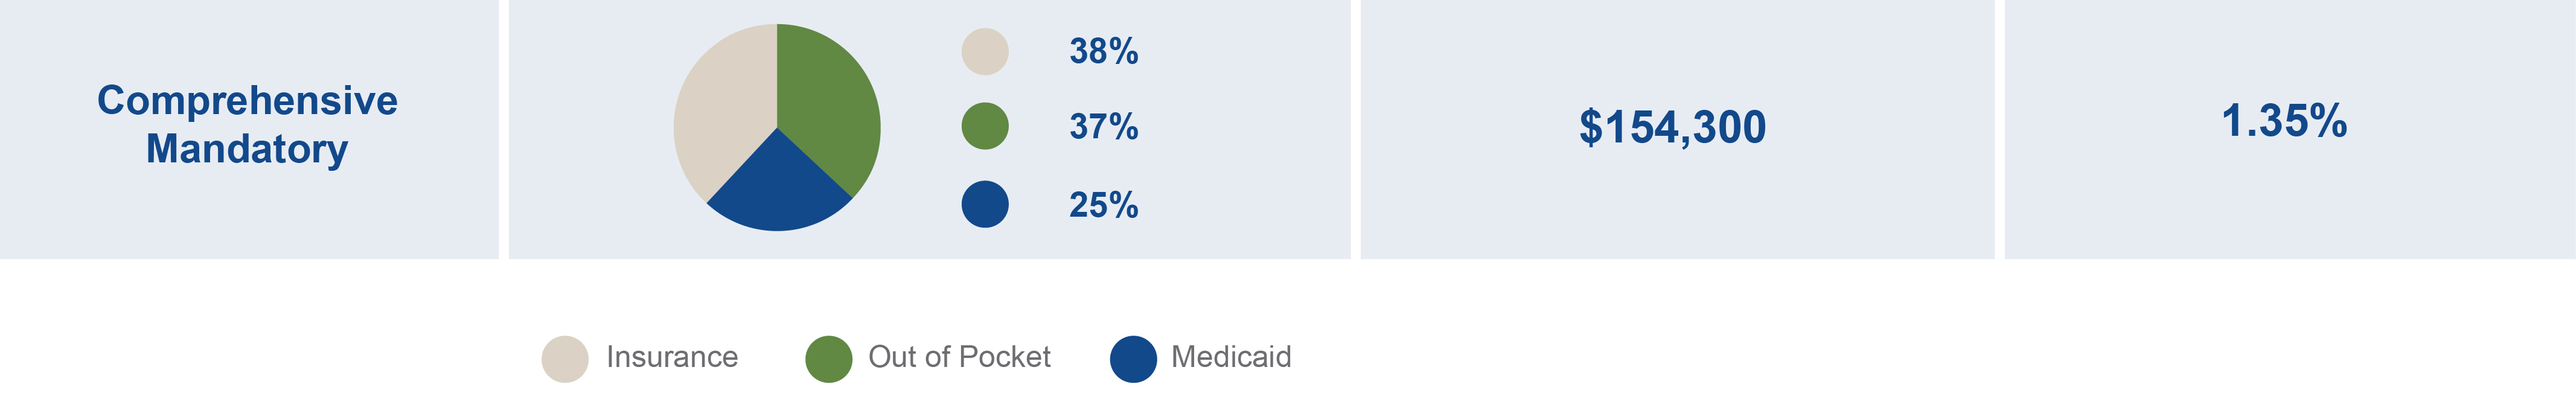 Comprehensive
Mandatory
38%
37%
25%
$154,300
1.35%
Insurance
Out of Pocket
Medicaid